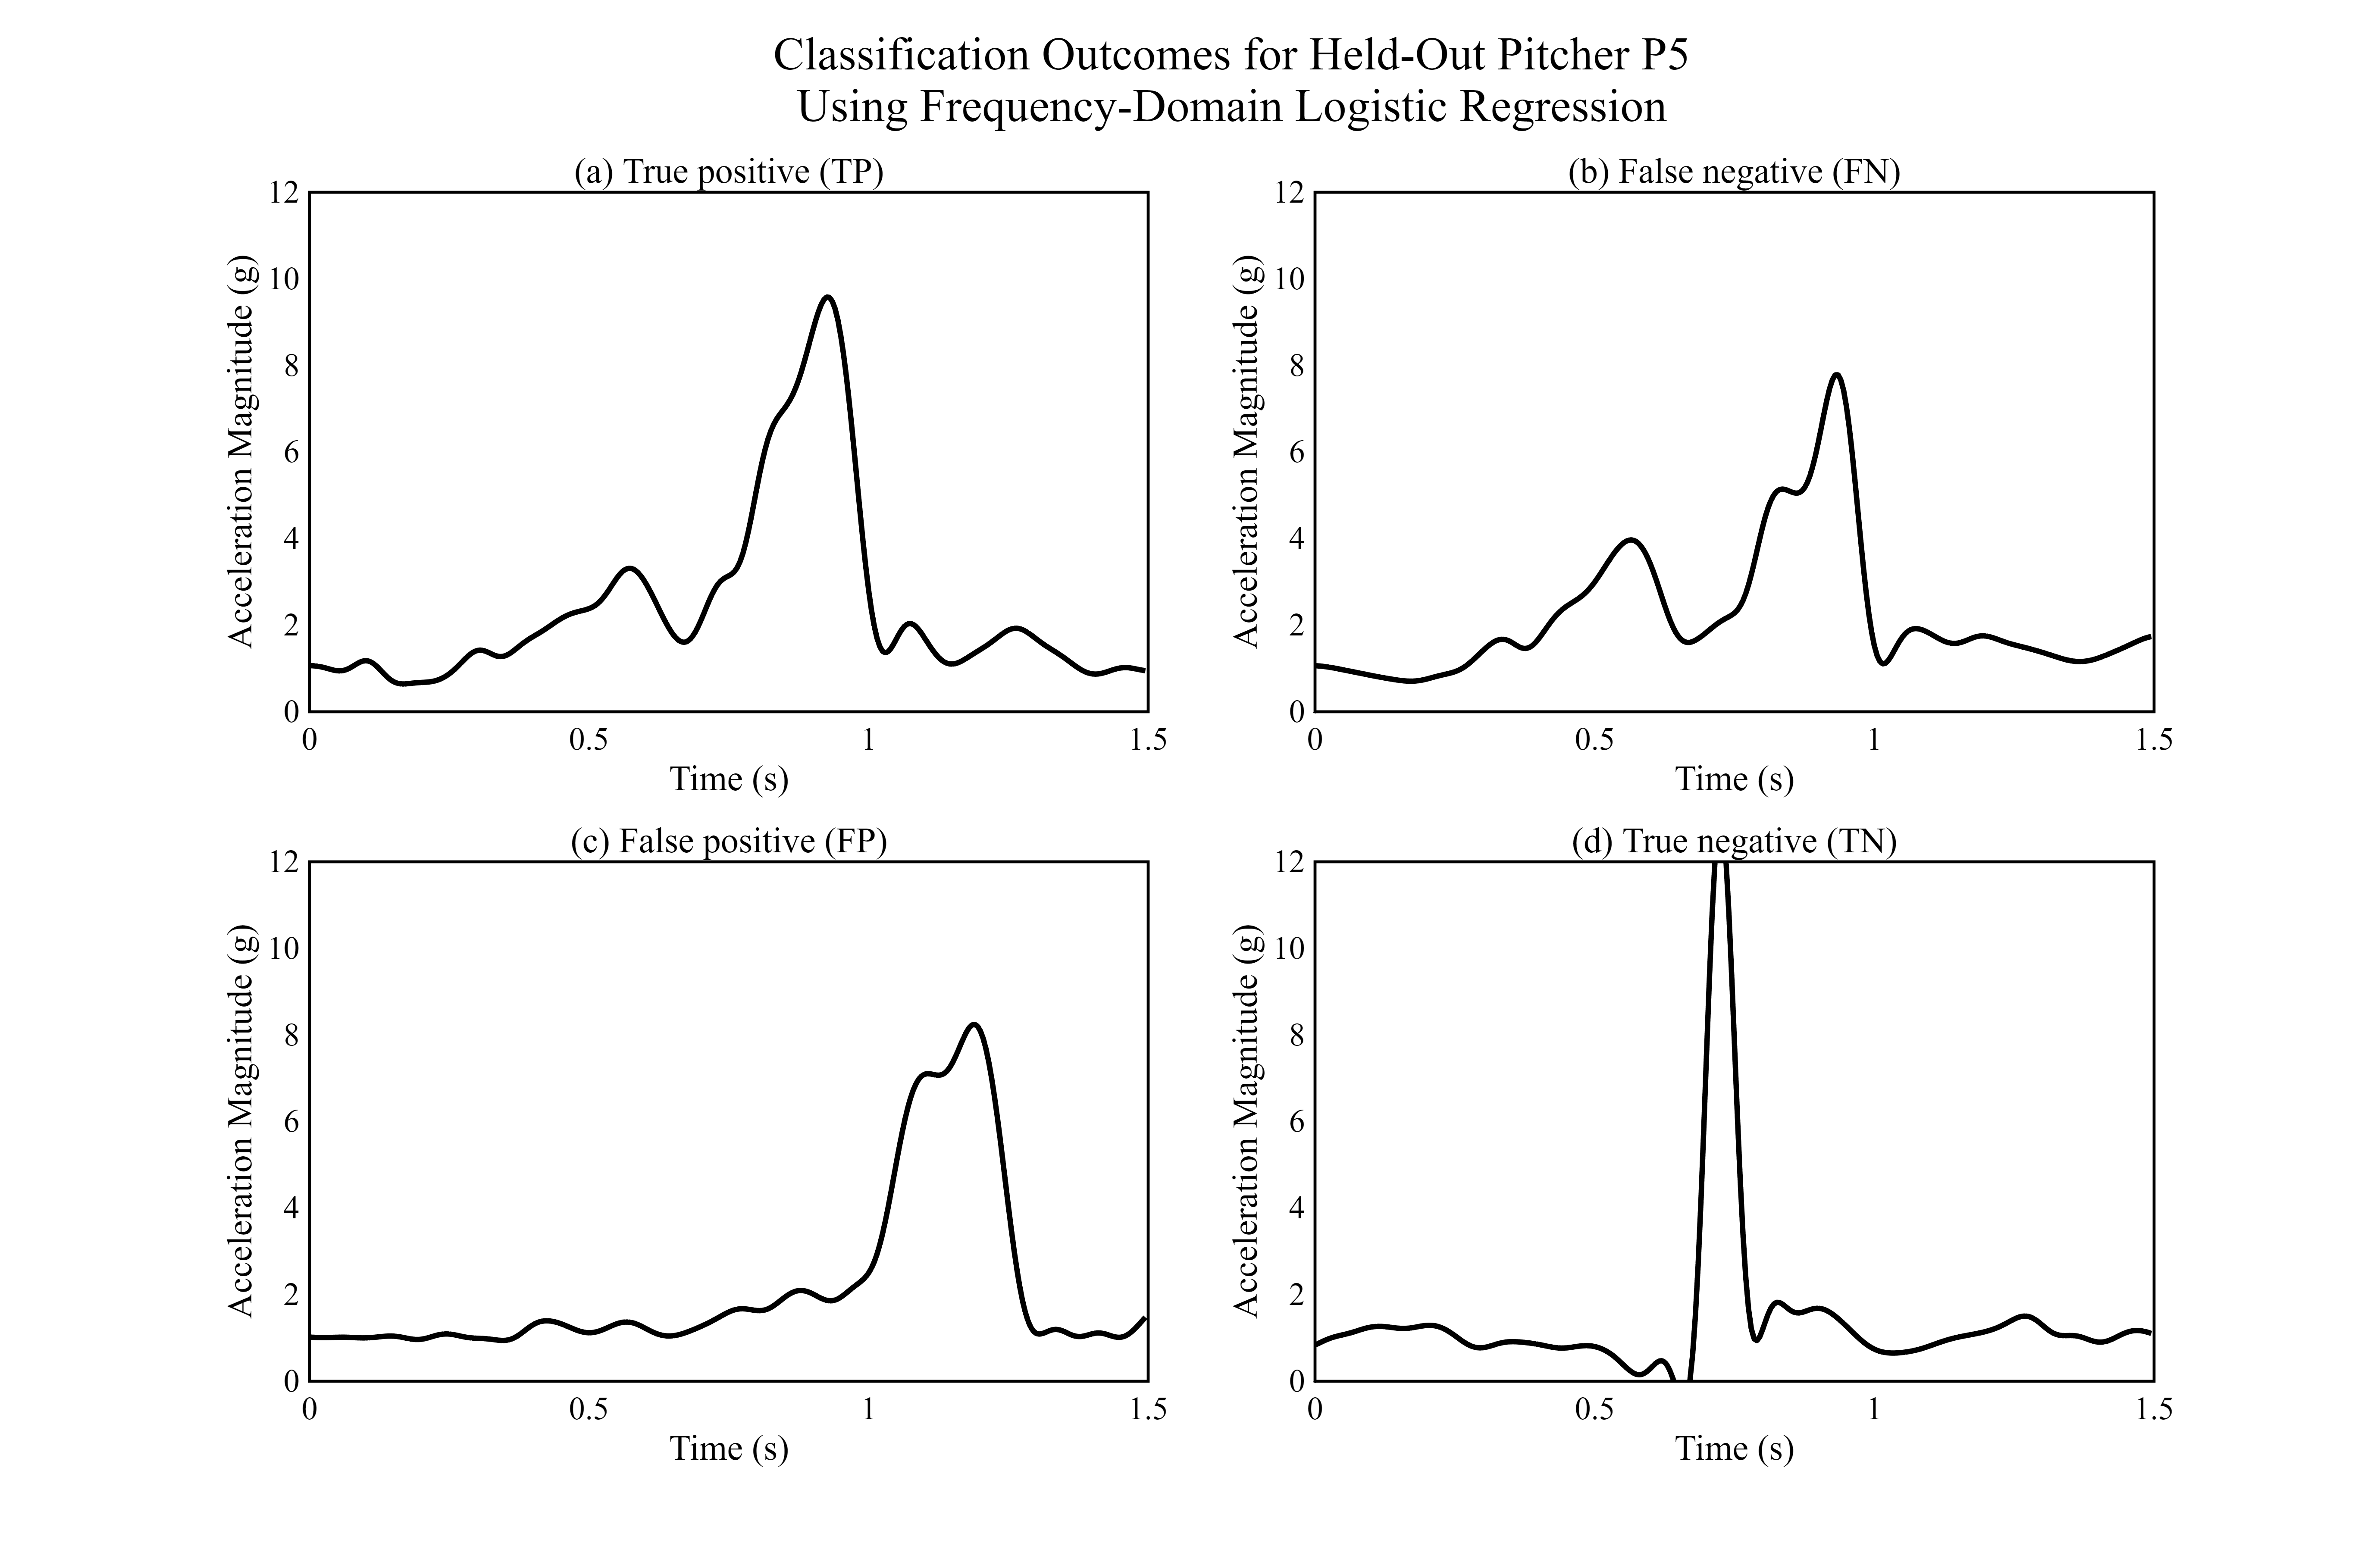 Classification Outcomes for Held-Out Pitcher P5
Using Frequency-Domain Logistic Regression
(a) True positive (TP)
12
10
8
6
4
2
0
Acceleration Magnitude (g)
0 0.5 1 1.5
Time (s)
(b) False negative (FN)
12
10
8
6
4
2
0
Acceleration Magnitude (g)
0 0.5 1 1.5
Time (s)
(c) False positive (FP)
12
10
8
6
4
2
0
Acceleration Magnitude (g)
0 0.5 1 1.5
Time (s)
(d) True negative (TN)
12
10
8
6
4
2
0
Acceleration Magnitude (g)
0 0.5 1 1.5
Time (s)